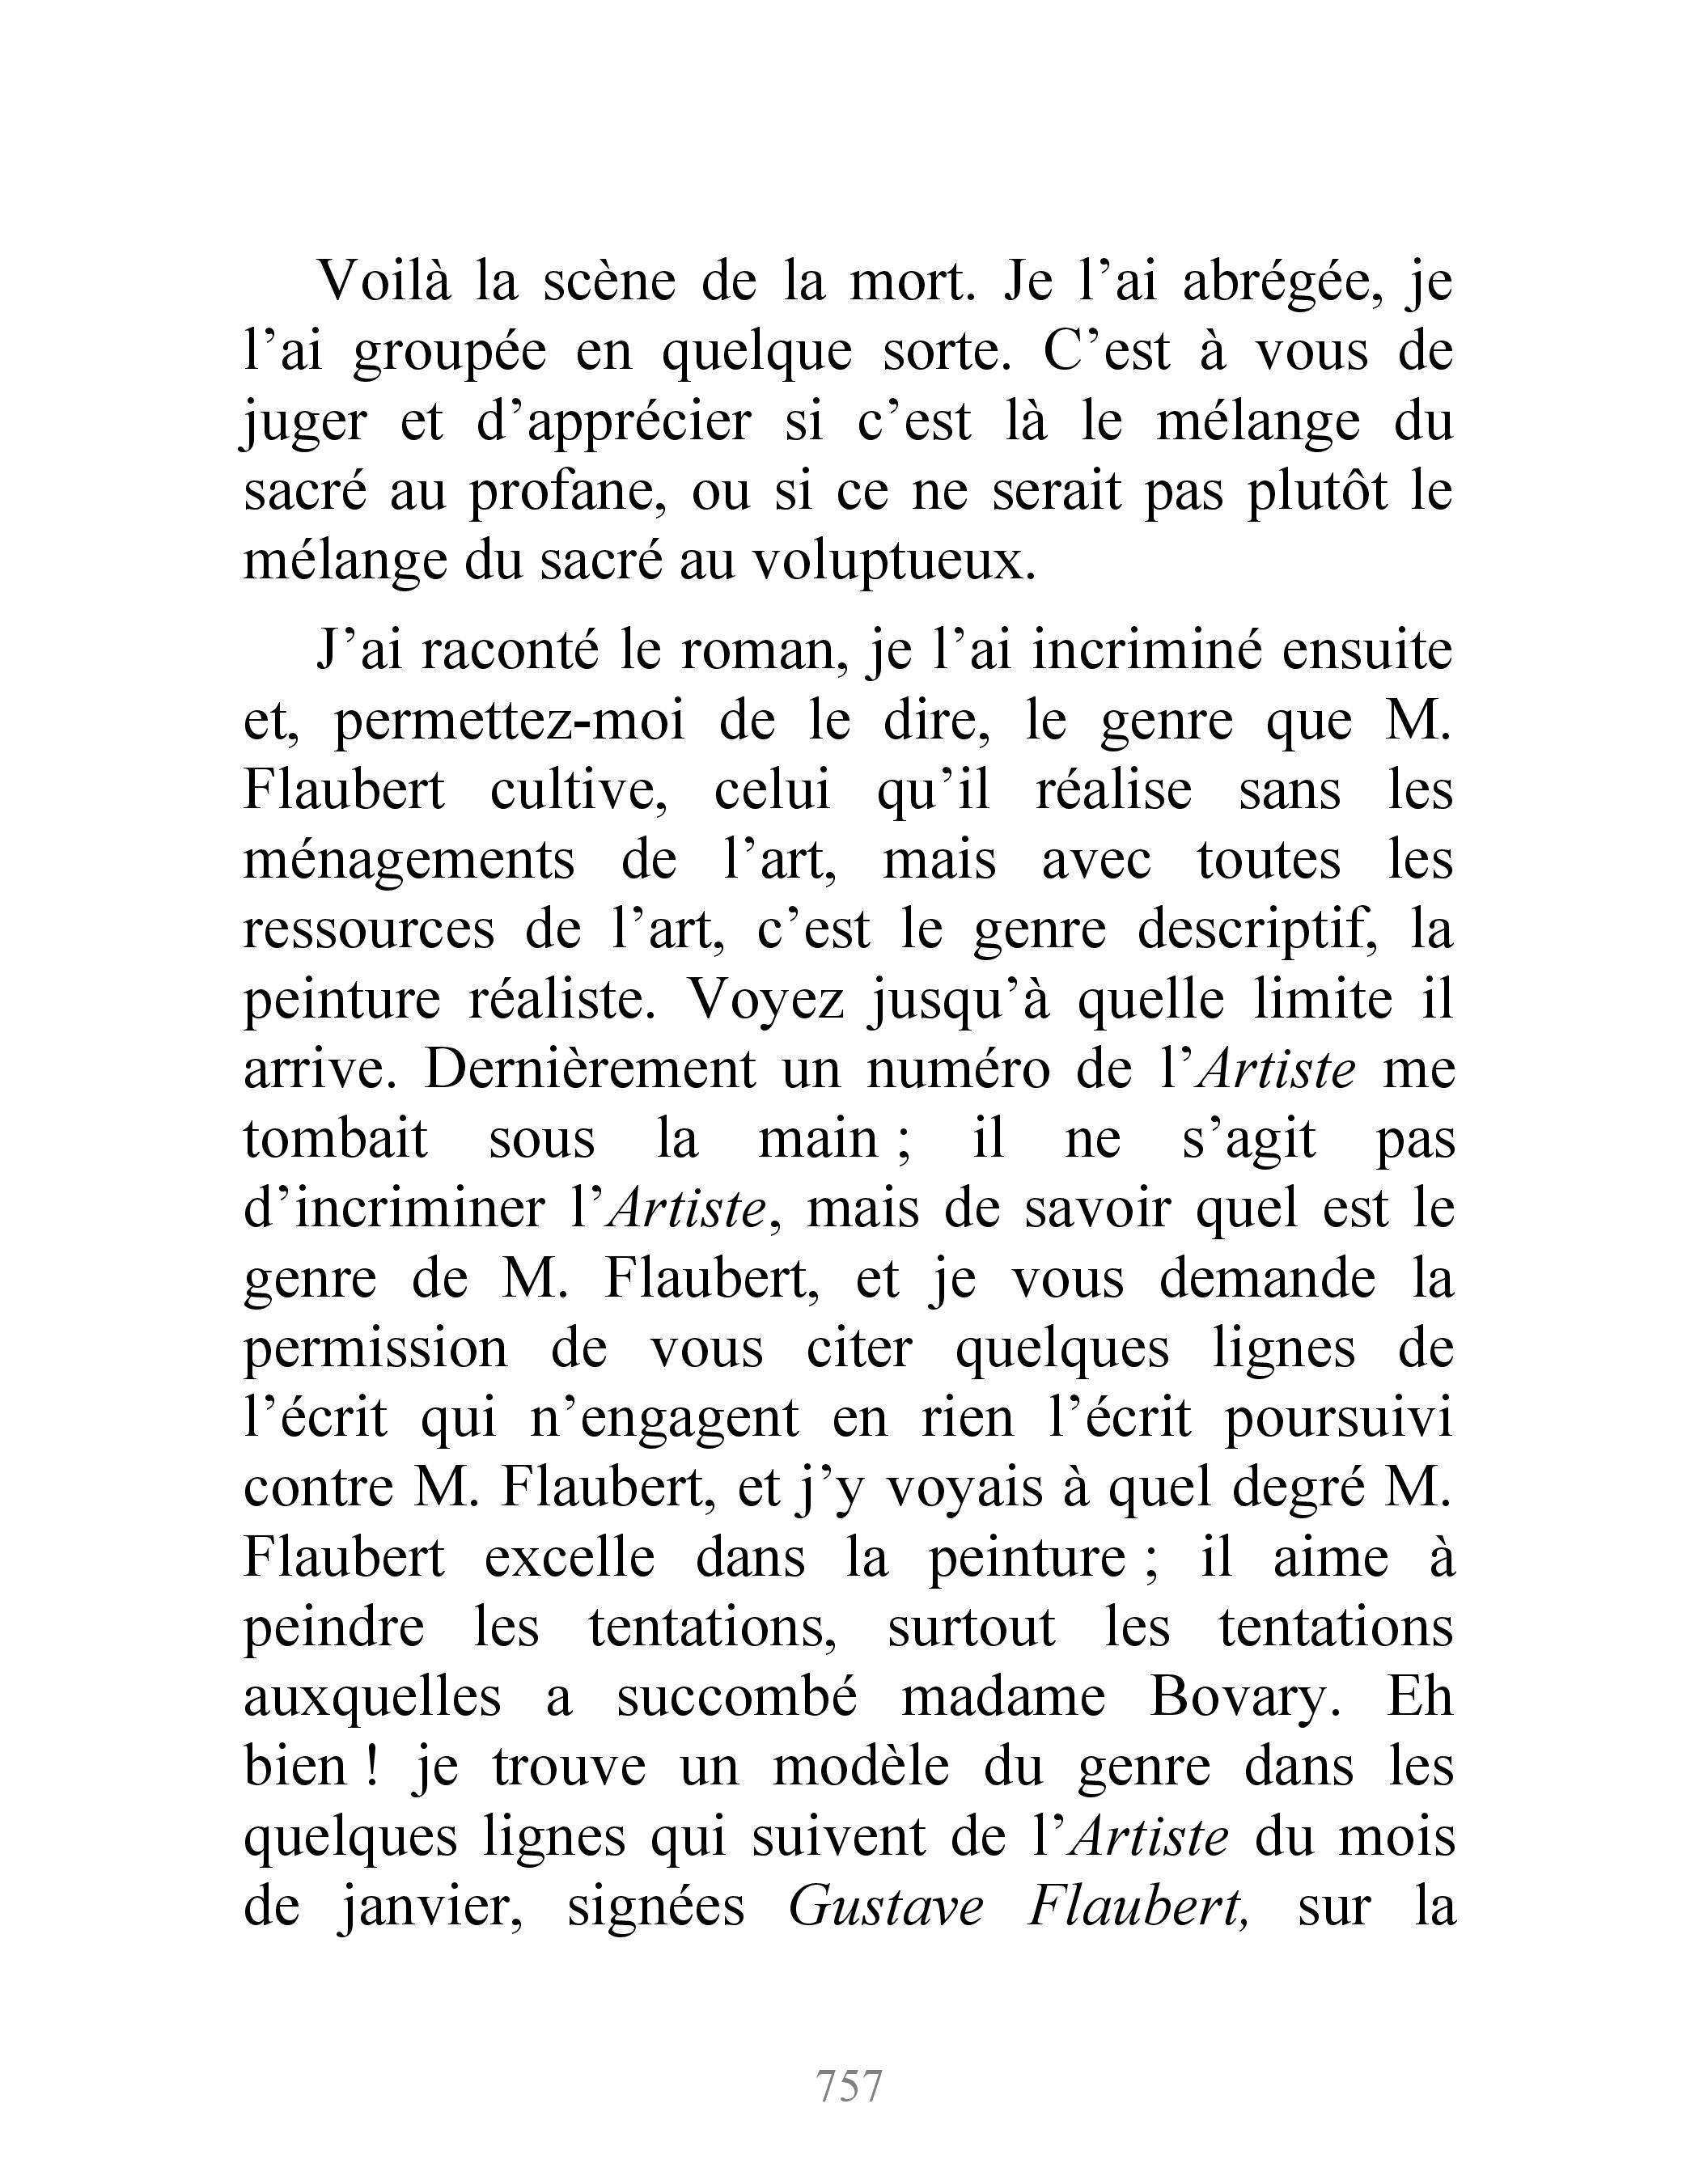 Voilà la scène de la mort. Je l’ai abrégée, je
l’ai groupée en quelque sorte. C’est à vous de
juger et d’apprécier si c’est là le mélange du
sacré au profane, ou si ce ne serait pas plutôt le
mélange du sacré au voluptueux.
J’ai raconté le roman, je l’ai incriminé ensuite
et, permettez-moi de le dire, le genre que M.
Flaubert cultive, celui qu’il réalise sans les
ménagements de l’art, mais avec toutes les
ressources de l’art, c’est le genre descriptif, la
peinture réaliste. Voyez jusqu’à quelle limite il
arrive. Dernièrement un numéro de l’Artiste me
tombait sous la main ; il ne s’agit pas
d’incriminer l’Artiste, mais de savoir quel est le
genre de M. Flaubert, et je vous demande la
permission de vous citer quelques lignes de
l’écrit qui n’engagent en rien l’écrit poursuivi
contre M. Flaubert, et j’y voyais à quel degré M.
Flaubert excelle dans la peinture ; il aime à
peindre les tentations, surtout les tentations
auxquelles a succombé madame Bovary. Eh
bien ! je trouve un modèle du genre dans les
quelques lignes qui suivent de l’Artiste du mois
de janvier, signées Gustave Flaubert, sur la
757